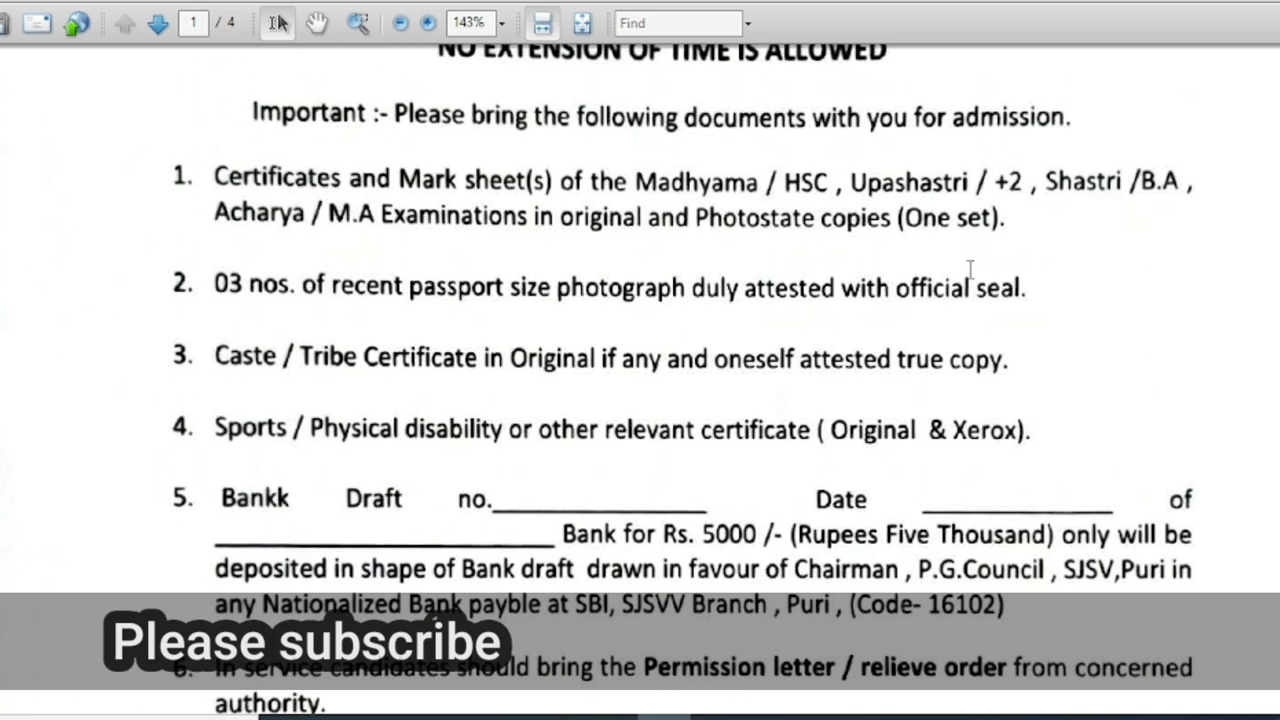 1 / 4 143% Find
NO EXTENSION OF TIME IS ALLOWED
Important :- Please bring the following documents with you for admission.
1. Certificates and Mark sheet(s) of the Madhyama / HSC , Upashastri / +2 , Shastri /B.A ,
Acharya / M.A Examinations in original and Photostate copies (One set).
2. 03 nos. of recent passport size photograph duly attested with official seal.
3. Caste / Tribe Certificate in Original if any and oneself attested true copy.
4. Sports / Physical disability or other relevant certificate ( Original & Xerox).
5. Bankk Draft no.______________ Date ____________ of
______________________ Bank for Rs. 5000 /- (Rupees Five Thousand) only will be
deposited in shape of Bank draft drawn in favour of Chairman , P.G.Council , SJSV,Puri in
any Nationalized Bank payble at SBI, SJSVV Branch , Puri , (Code- 16102)
Please subscribe
6. In service candidates should bring the Permission letter / relieve order from concerned
authority.